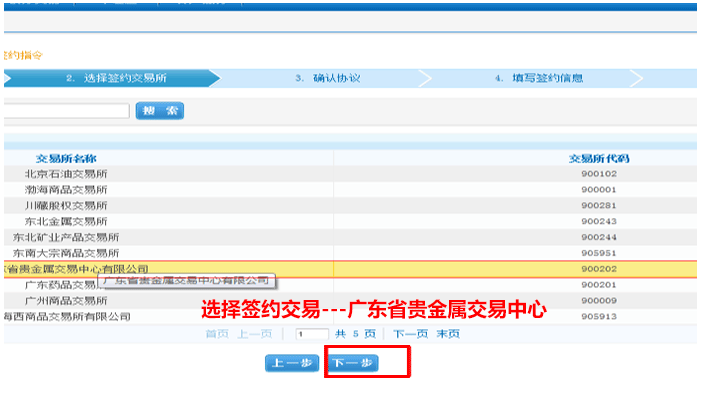 签约指令
2. 选择签约交易所
3. 确认协议
4. 填写签约信息
搜 索
交易所名称
交易所代码
北京石油交易所
900102
渤海商品交易所
900001
川藏股权交易所
900281
东北金属交易所
900243
东北矿业产品交易所
900244
东南大宗商品交易所
905951
省贵金属交易中心有限公司
900202
广东药品交易
广东省贵金属交易中心有限公司
900201
广州商品交易所
900009
海西商品交易所有限公司
905913
选择签约交易---广东省贵金属交易中心
首页 上一页 | 1 共 5 页 | 下一页 末页
上一步
下一步